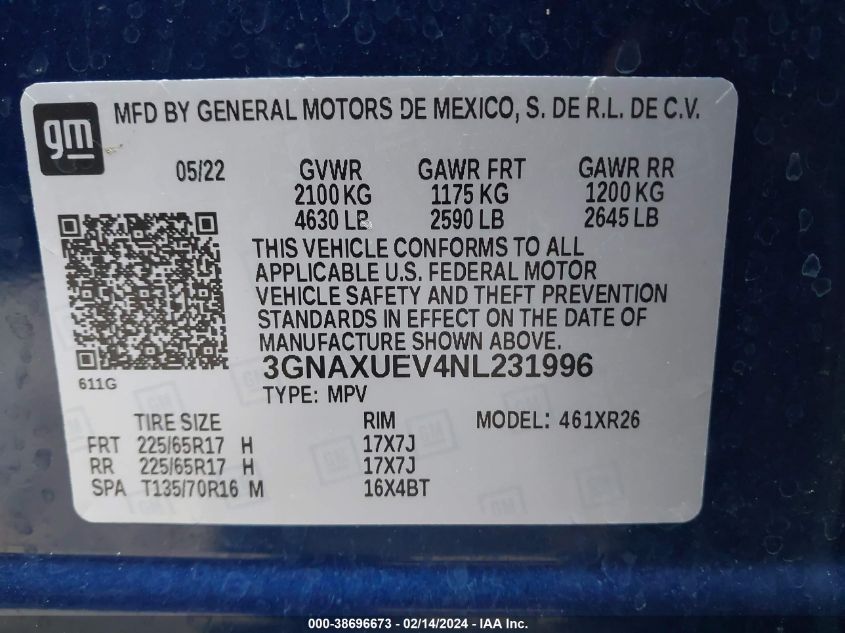 gm
MFD BY GENERAL MOTORS DE MEXICO, S. DE R.L. DE C.V.
05/22 GVWR GAWR FRT GAWR RR
2100 KG 1175 KG 1200 KG
4630 LB 2590 LB 2645 LB
THIS VEHICLE CONFORMS TO ALL
APPLICABLE U.S. FEDERAL MOTOR
VEHICLE SAFETY AND THEFT PREVENTION
STANDARDS IN EFFECT ON THE DATE OF
MANUFACTURE SHOWN ABOVE.
3GNAXUEV4NL231996
611G
TYPE: MPV
TIRE SIZE RIM MODEL: 461XR26
FRT 225/65R17 H 17X7J
RR 225/65R17 H 17X7J
SPA T135/70R16 M 16X4BT
000-38696673 - 02/14/2024 - IAA Inc.